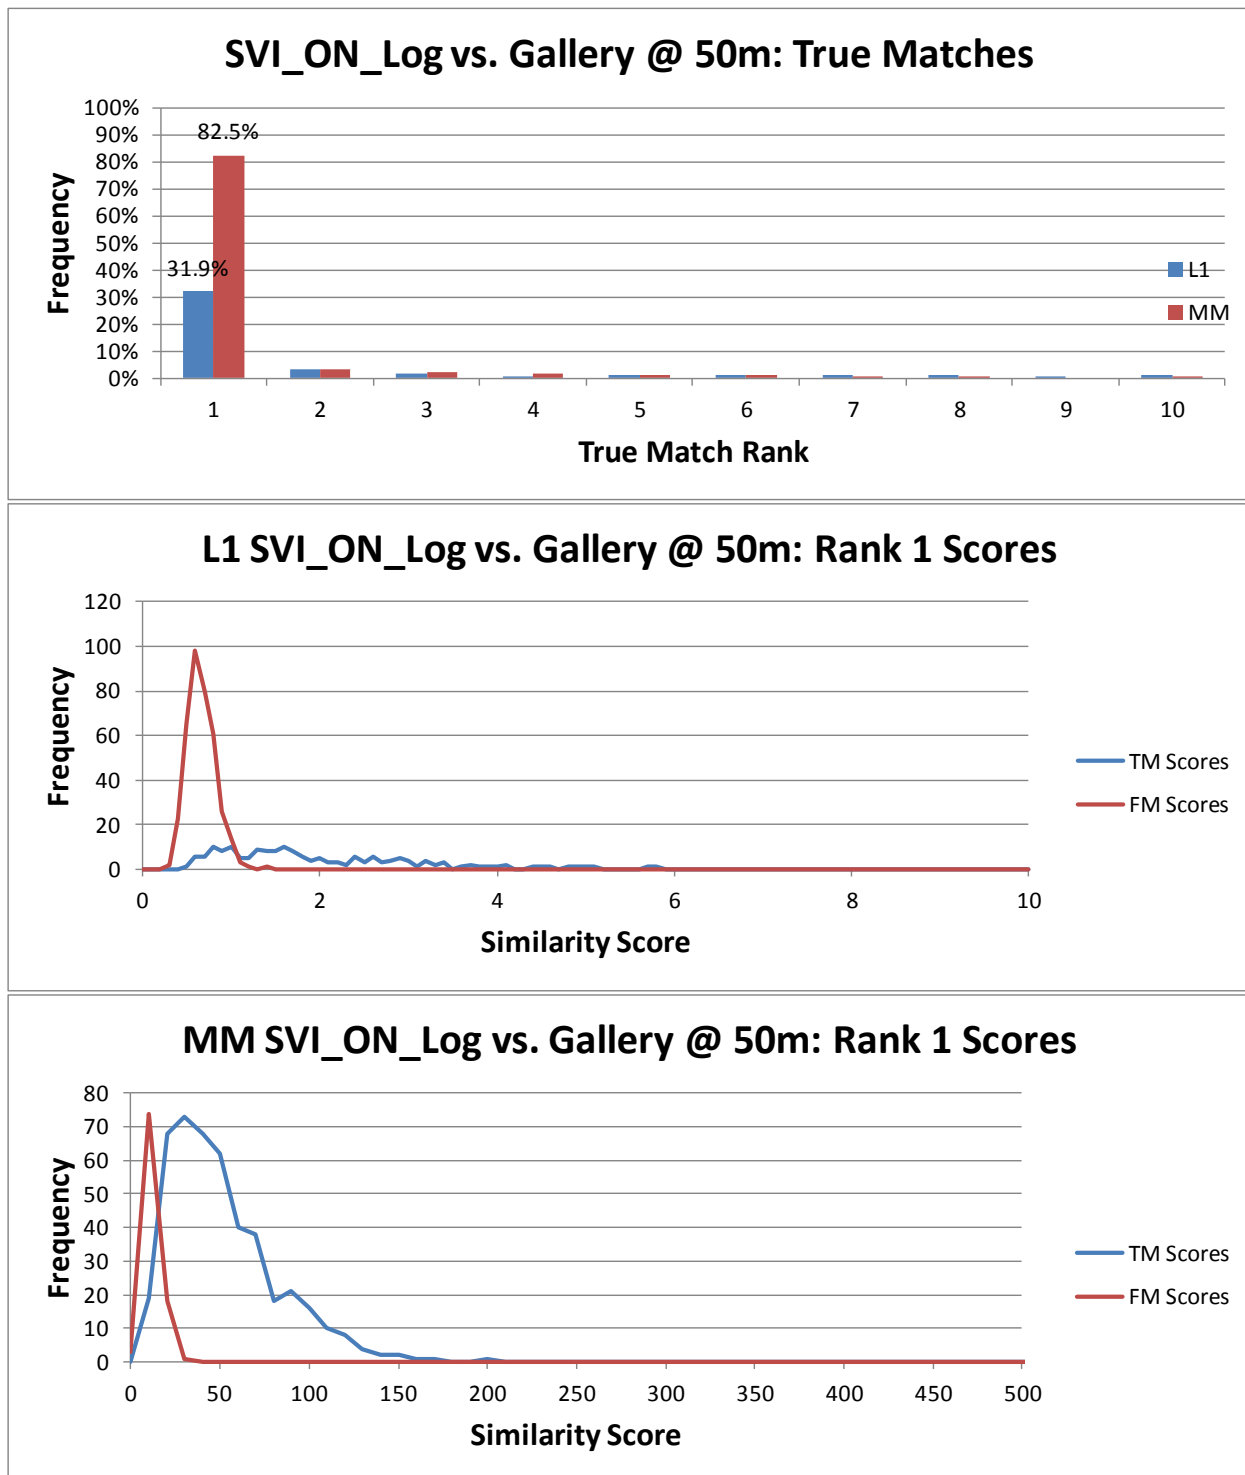 SVI_ON_Log vs. Gallery @ 50m: True Matches
100%
90%
80%
70%
60%
50%
40%
30%
20%
10%
0%
Frequency
82.5%
31.9%
L1
MM
1 2 3 4 5 6 7 8 9 10
True Match Rank
L1 SVI_ON_Log vs. Gallery @ 50m: Rank 1 Scores
120
100
80
60
40
20
0
Frequency
TM Scores
FM Scores
0 2 4 6 8 10
Similarity Score
MM SVI_ON_Log vs. Gallery @ 50m: Rank 1 Scores
80
70
60
50
40
30
20
10
0
Frequency
TM Scores
FM Scores
0 50 100 150 200 250 300 350 400 450 500
Similarity Score